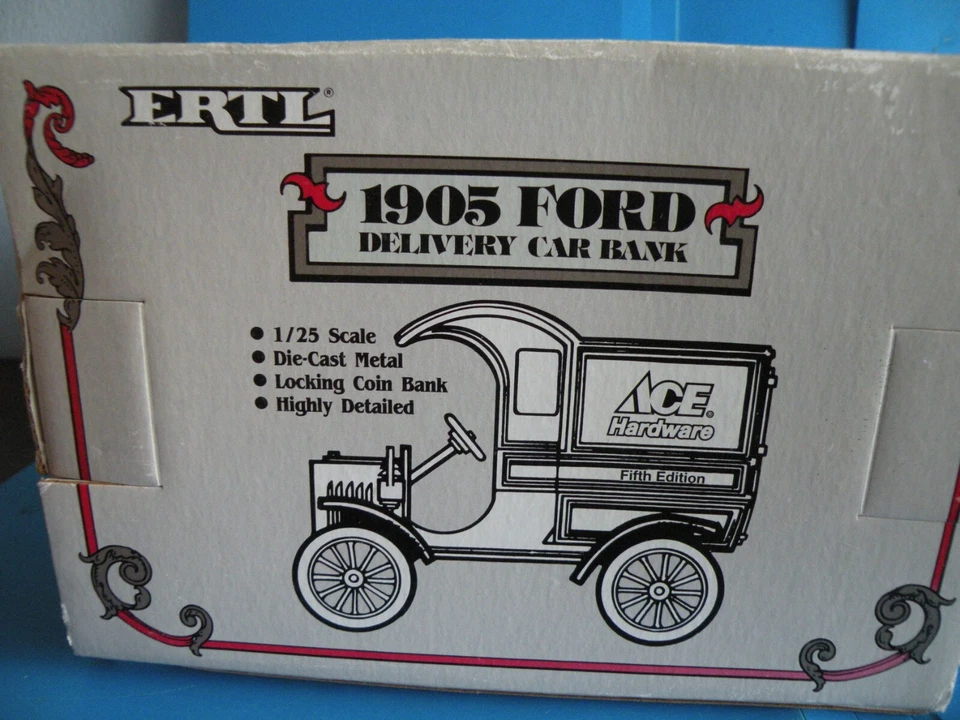 ERTL®
1905 FORD
DELIVERY CAR BANK
● 1/25 Scale
● Die-Cast Metal
● Locking Coin Bank
● Highly Detailed
ACE®
Hardware
Fifth Edition